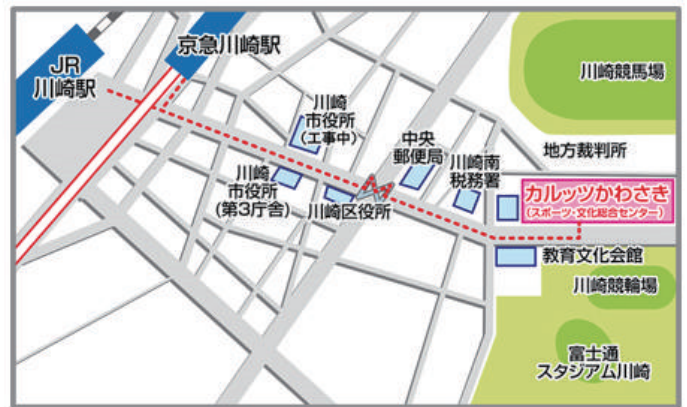 京急川崎駅
JR
川崎駅
川崎競馬場
川崎
市役所
(工事中)
中央
郵便局
川崎南
税務署
地方裁判所
川崎
市役所
(第3庁舎)
川崎区役所
カルッツかわさき
(スポーツ・文化総合センター)
教育文化会館
川崎競輪場
富士通
スタジアム川崎